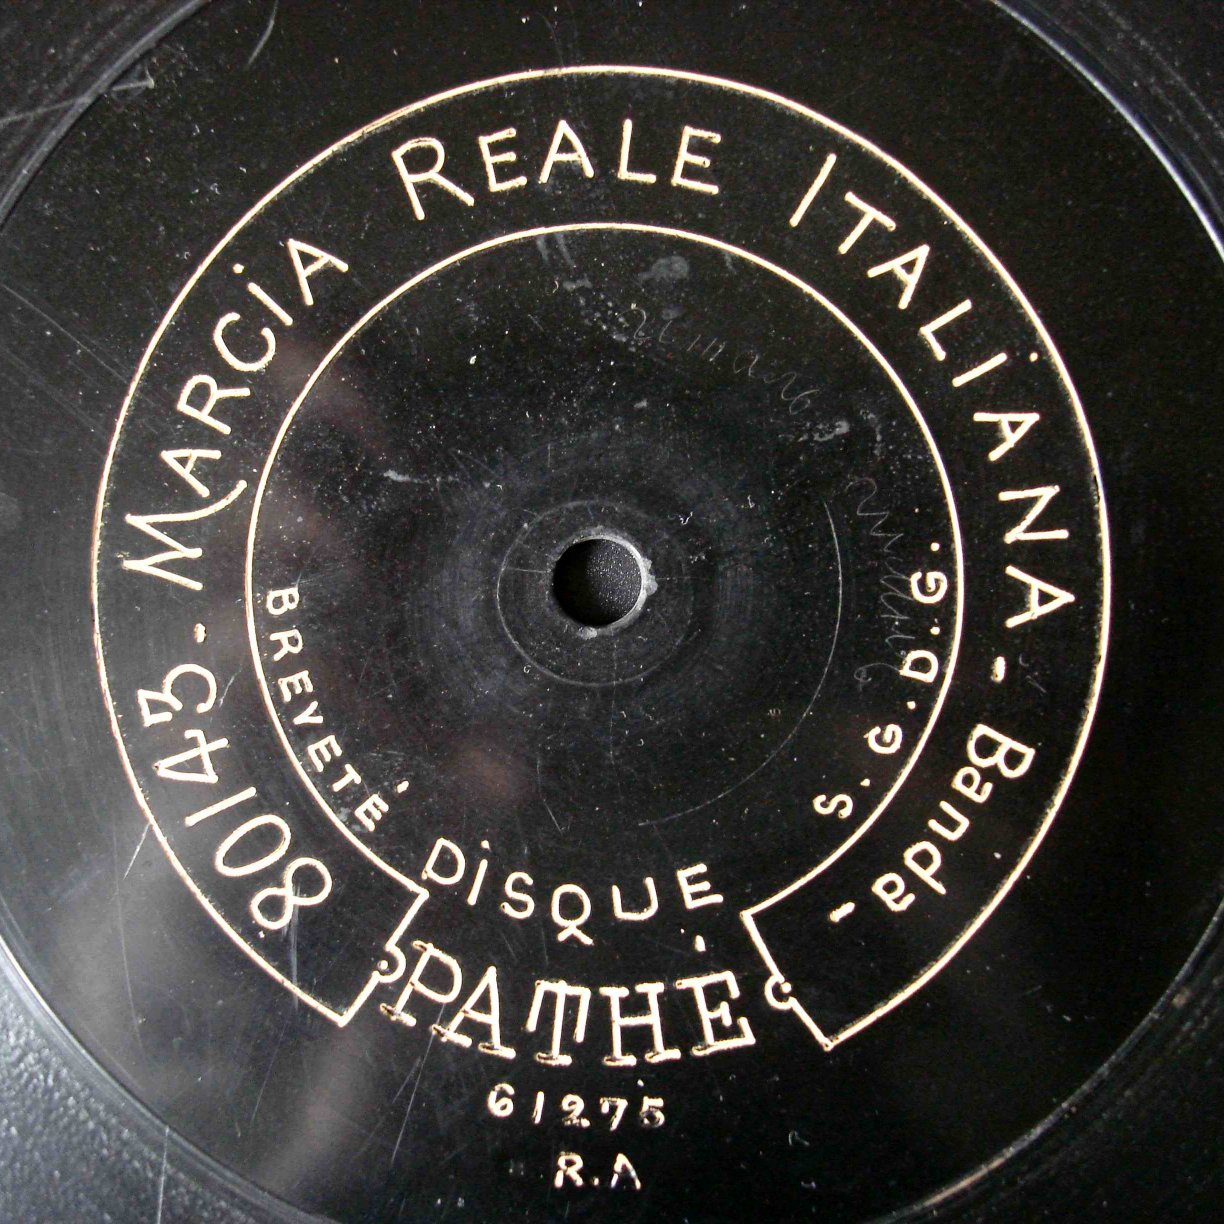 80143 - MARCIA REALE ITALIANA - Banda -
BREVETÉ S.G.D.G.
DISQUE
PATHÉ
61275
R.A